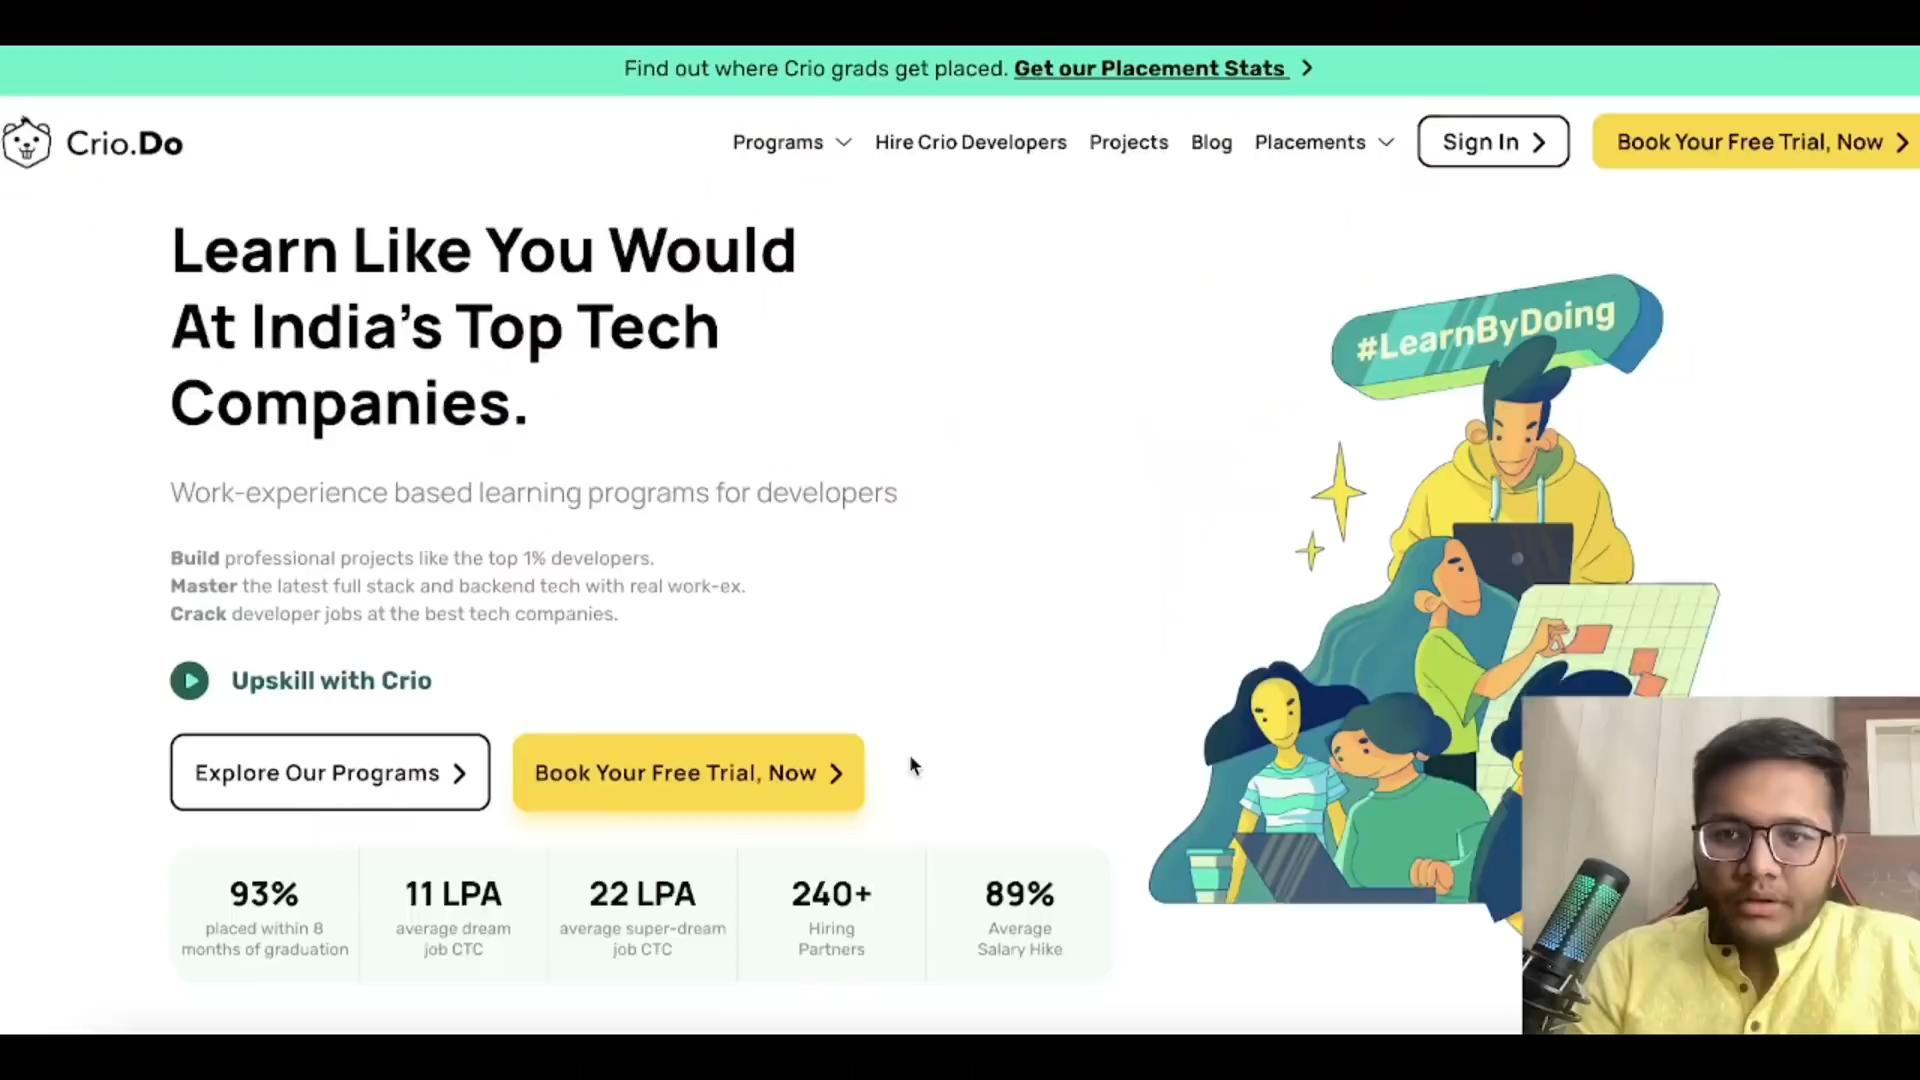 Find out where Crio grads get placed. Get our Placement Stats
Crio.Do
Programs
Hire Crio Developers
Projects
Blog
Placements
Sign In
Book Your Free Trial, Now
Learn Like You Would
At India's Top Tech
Companies.
#LearnByDoing
Work-experience based learning programs for developers
Build professional projects like the top 1% developers.
Master the latest full stack and backend tech with real work-ex.
Crack developer jobs at the best tech companies.
Upskill with Crio
Explore Our Programs
Book Your Free Trial, Now
93%
placed within 8
months of graduation
11 LPA
average dream
job CTC
22 LPA
average super-dream
job CTC
240+
Hiring
Partners
89%
Average
Salary Hike